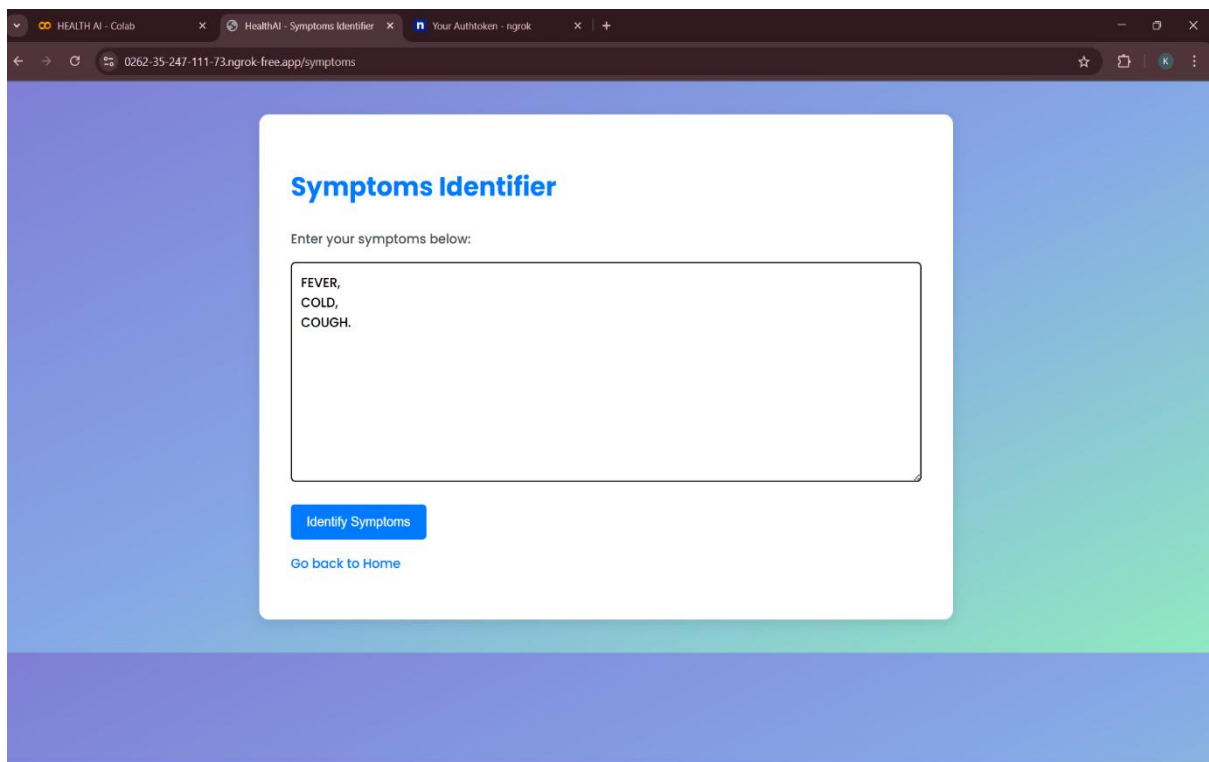 HEALTH AI - Colab
HealthAI - Symptoms Identifier
n Your Authtoken - ngrok
0262-35-247-111-73.ngrok-free.app/symptoms
K
Symptoms Identifier
Enter your symptoms below:
FEVER,
COLD,
COUGH.
Identify Symptoms
Go back to Home